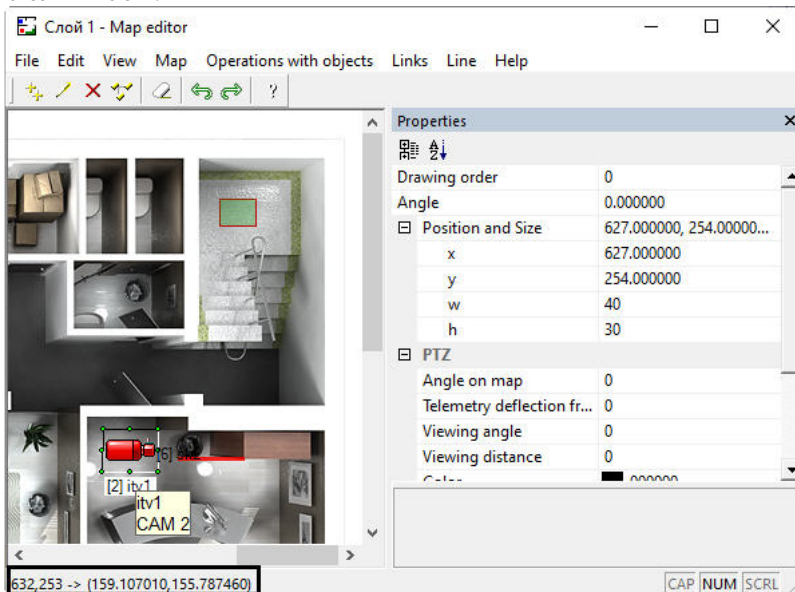 Слой 1 - Map editor
File Edit View Map Operations with objects Links Line Help
?
Properties
Drawing order 0
Angle 0.000000
Position and Size 627.000000, 254.00000...
x 627.000000
y 254.000000
w 40
h 30
PTZ
Angle on map 0
Telemetry deflection fr... 0
Viewing angle 0
Viewing distance 0
[6]
[2] itv1
itv1
CAM 2
632,253 -> (159.107010,155.787460)
CAP NUM SCRL